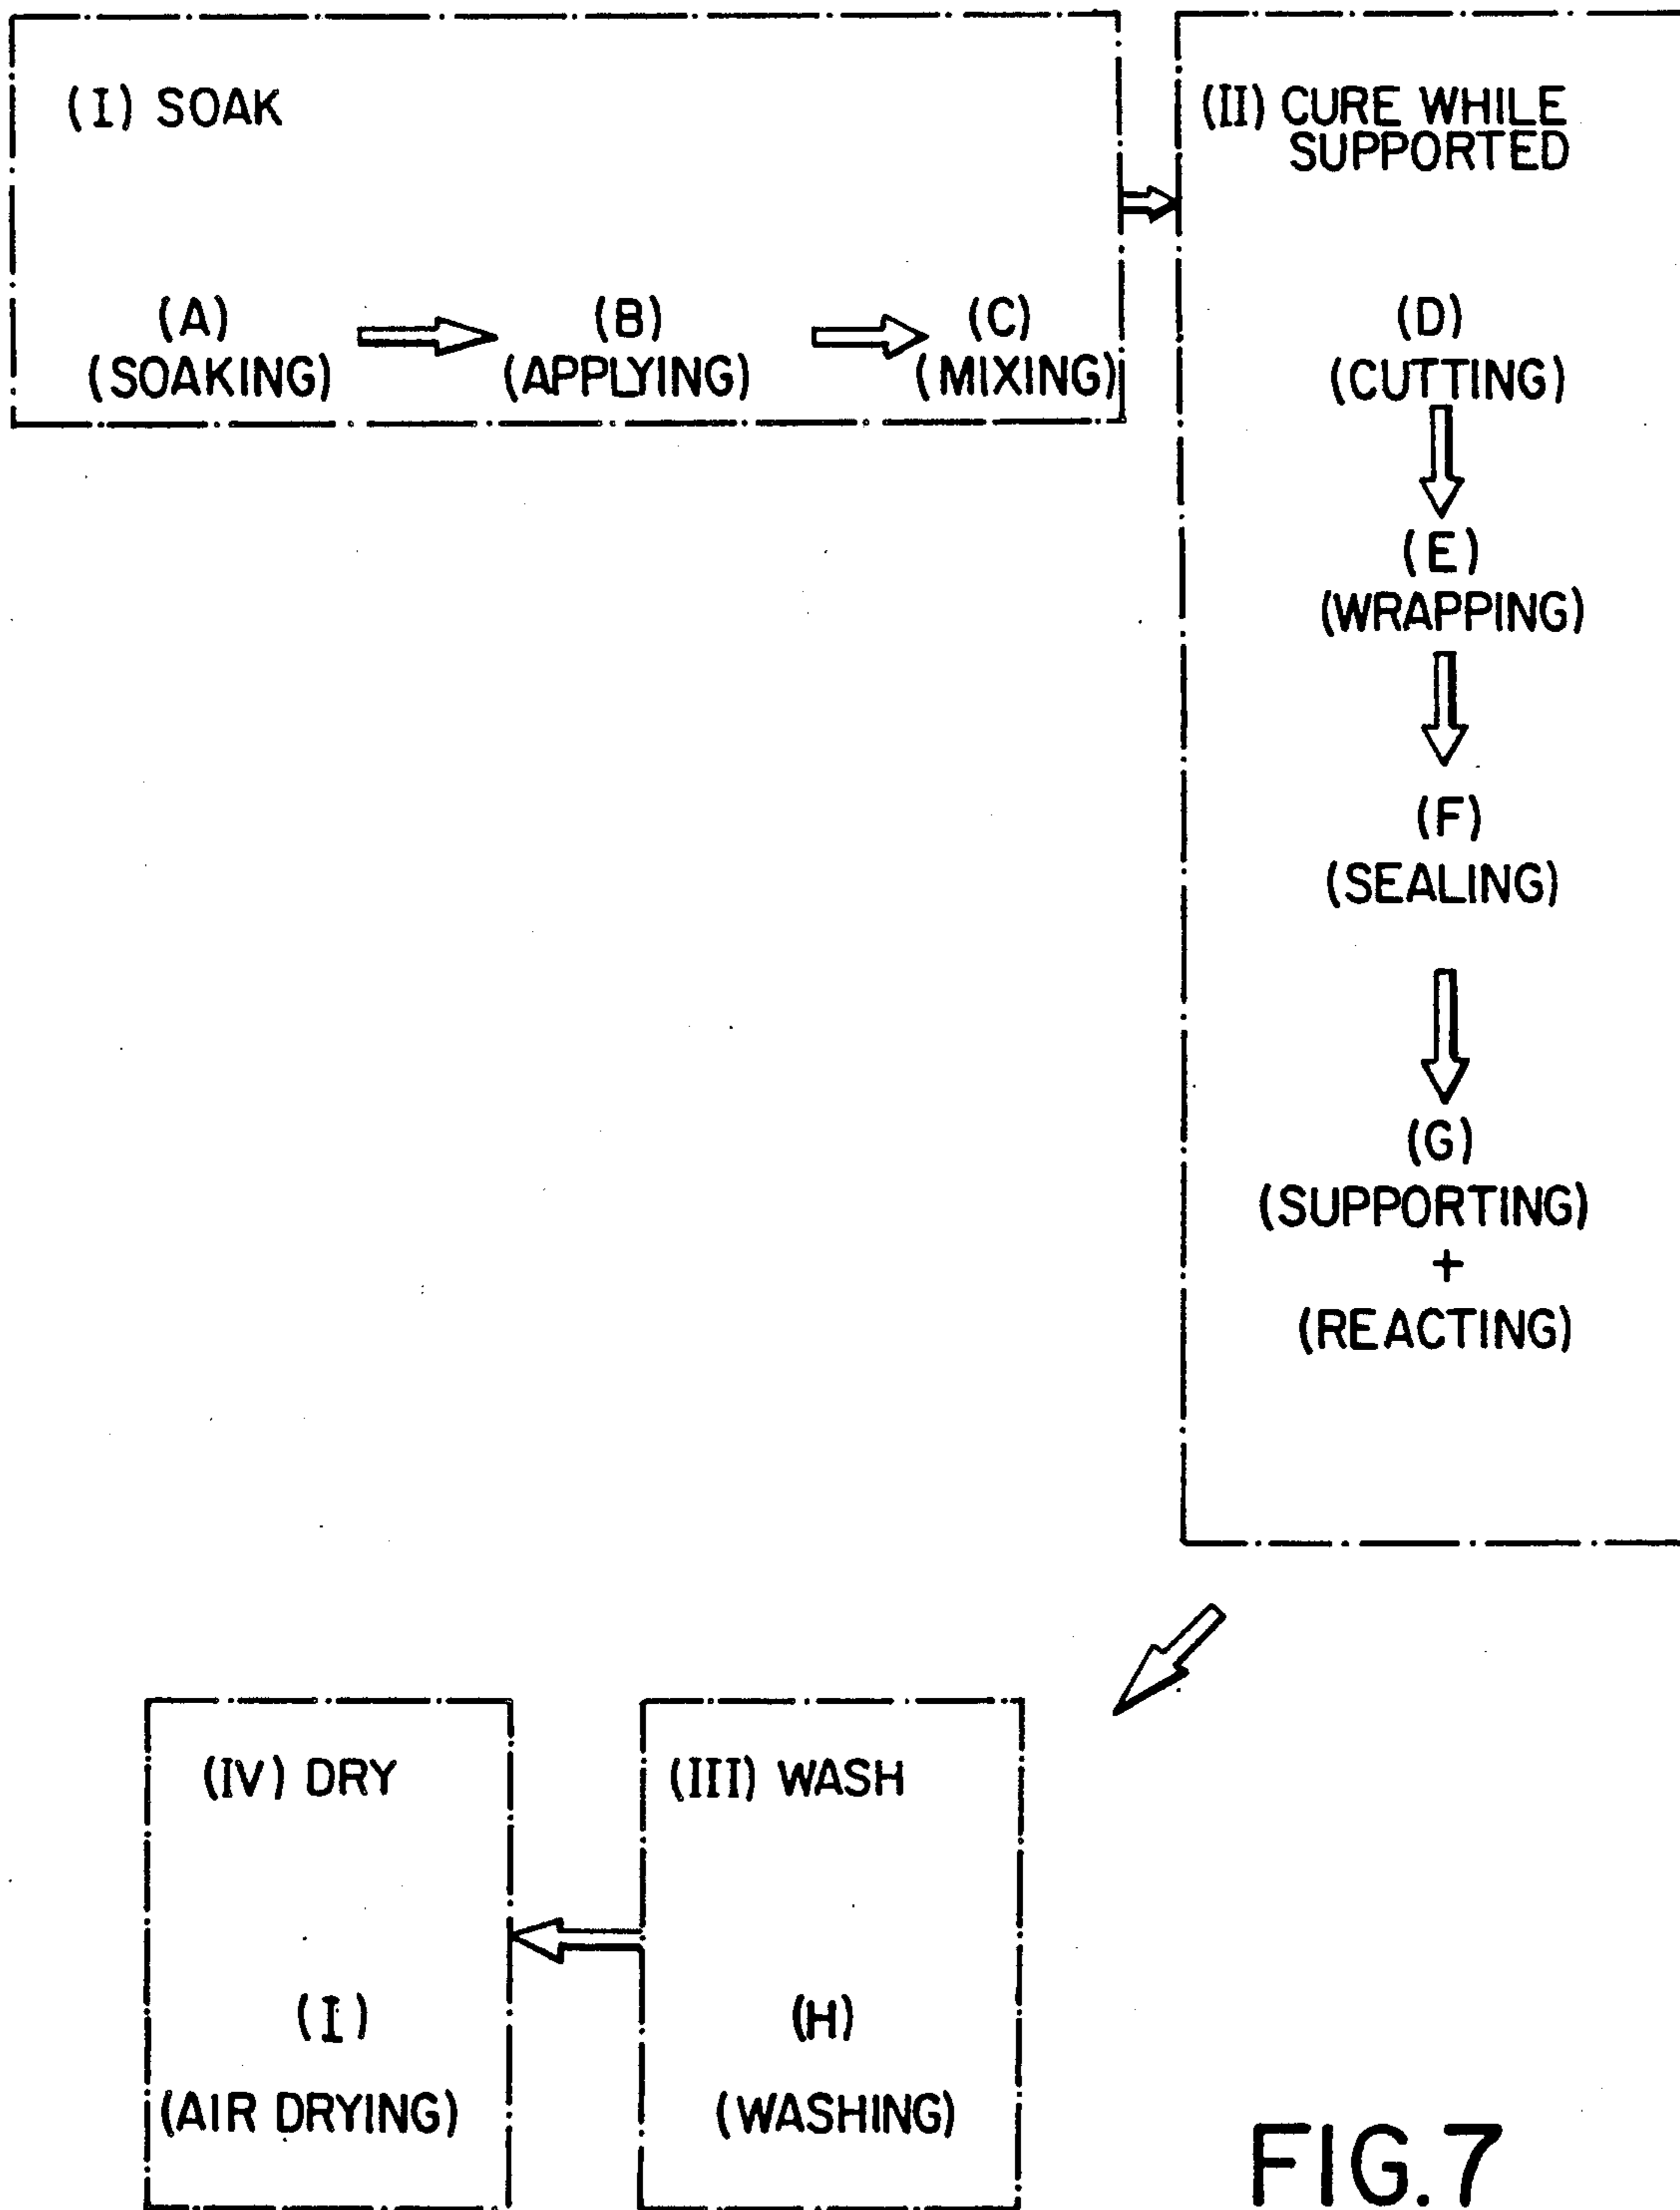 (I) SOAK
(A)
(SOAKING)
(B)
(APPLYING)
(C)
(MIXING)
(II) CURE WHILE
SUPPORTED
(D)
(CUTTING)
(E)
(WRAPPING)
(F)
(SEALING)
(G)
(SUPPORTING)
+
(REACTING)
(III) WASH
(H)
(WASHING)
(IV) DRY
(I)
(AIR DRYING)
FIG.7